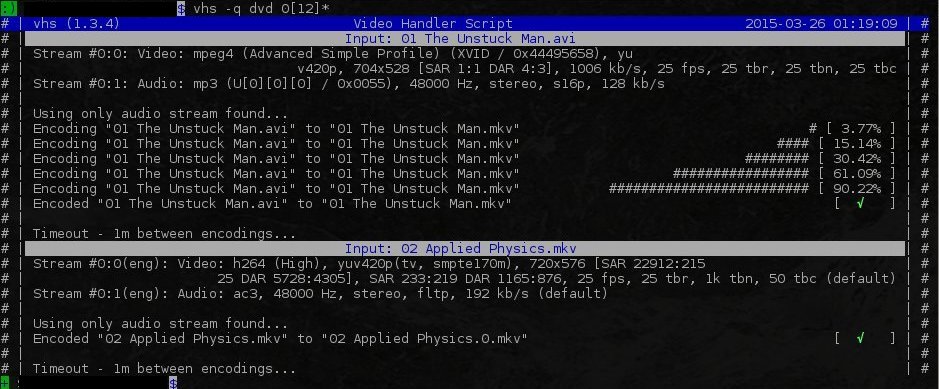 :) $ vhs -q dvd 0[12]*
# | vhs (1.3.4) Video Handler Script 2015-03-26 01:19:09 | #
# | Input: 01 The Unstuck Man.avi | #
# | Stream #0:0: Video: mpeg4 (Advanced Simple Profile) (XVID / 0x44495658), yu | #
# | v420p, 704x528 [SAR 1:1 DAR 4:3], 1006 kb/s, 25 fps, 25 tbr, 25 tbn, 25 tbc | #
# | Stream #0:1: Audio: mp3 (U[0][0][0] / 0x0055), 48000 Hz, stereo, s16p, 128 kb/s | #
# | | #
# | Using only audio stream found... | #
# | Encoding "01 The Unstuck Man.avi" to "01 The Unstuck Man.mkv" # [ 3.77% ] | #
# | Encoding "01 The Unstuck Man.avi" to "01 The Unstuck Man.mkv" #### [ 15.14% ] | #
# | Encoding "01 The Unstuck Man.avi" to "01 The Unstuck Man.mkv" ######## [ 30.42% ] | #
# | Encoding "01 The Unstuck Man.avi" to "01 The Unstuck Man.mkv" ################# [ 61.09% ] | #
# | Encoding "01 The Unstuck Man.avi" to "01 The Unstuck Man.mkv" ######################### [ 90.22% ] | #
# | Encoded "01 The Unstuck Man.avi" to "01 The Unstuck Man.mkv" [ √ ] | #
# | | #
# | Timeout - 1m between encodings... | #
# | Input: 02 Applied Physics.mkv | #
# | Stream #0:0(eng): Video: h264 (High), yuv420p(tv, smpte170m), 720x576 [SAR 22912:215 | #
# | 25 DAR 5728:4305], SAR 233:219 DAR 1165:876, 25 fps, 25 tbr, 1k tbn, 50 tbc (default) | #
# | Stream #0:1(eng): Audio: ac3, 48000 Hz, stereo, fltp, 192 kb/s (default) | #
# | | #
# | Using only audio stream found... | #
# | Encoded "02 Applied Physics.mkv" to "02 Applied Physics.0.mkv" [ √ ] | #
# | | #
# | Timeout - 1m between encodings... | #
+ : $